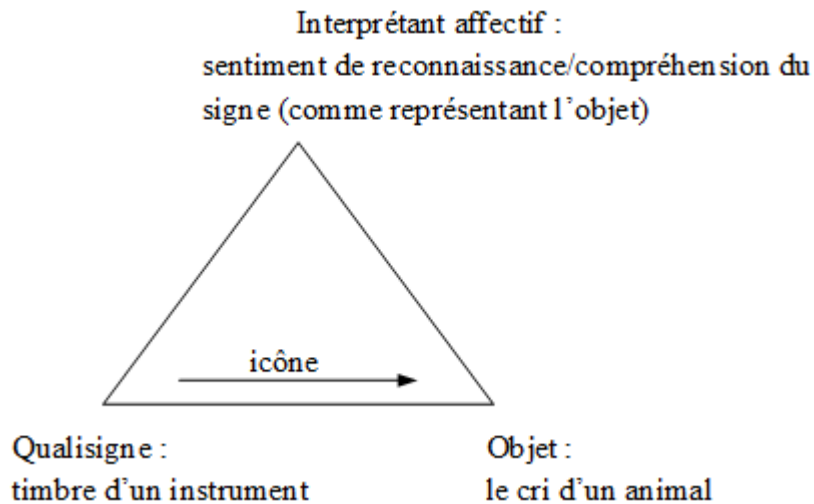 Interprétant affectif :
sentiment de reconnaissance/compréhension du
signe (comme représentant l'objet)
icône
Qualisigne :
timbre d'un instrument
Objet :
le cri d'un animal